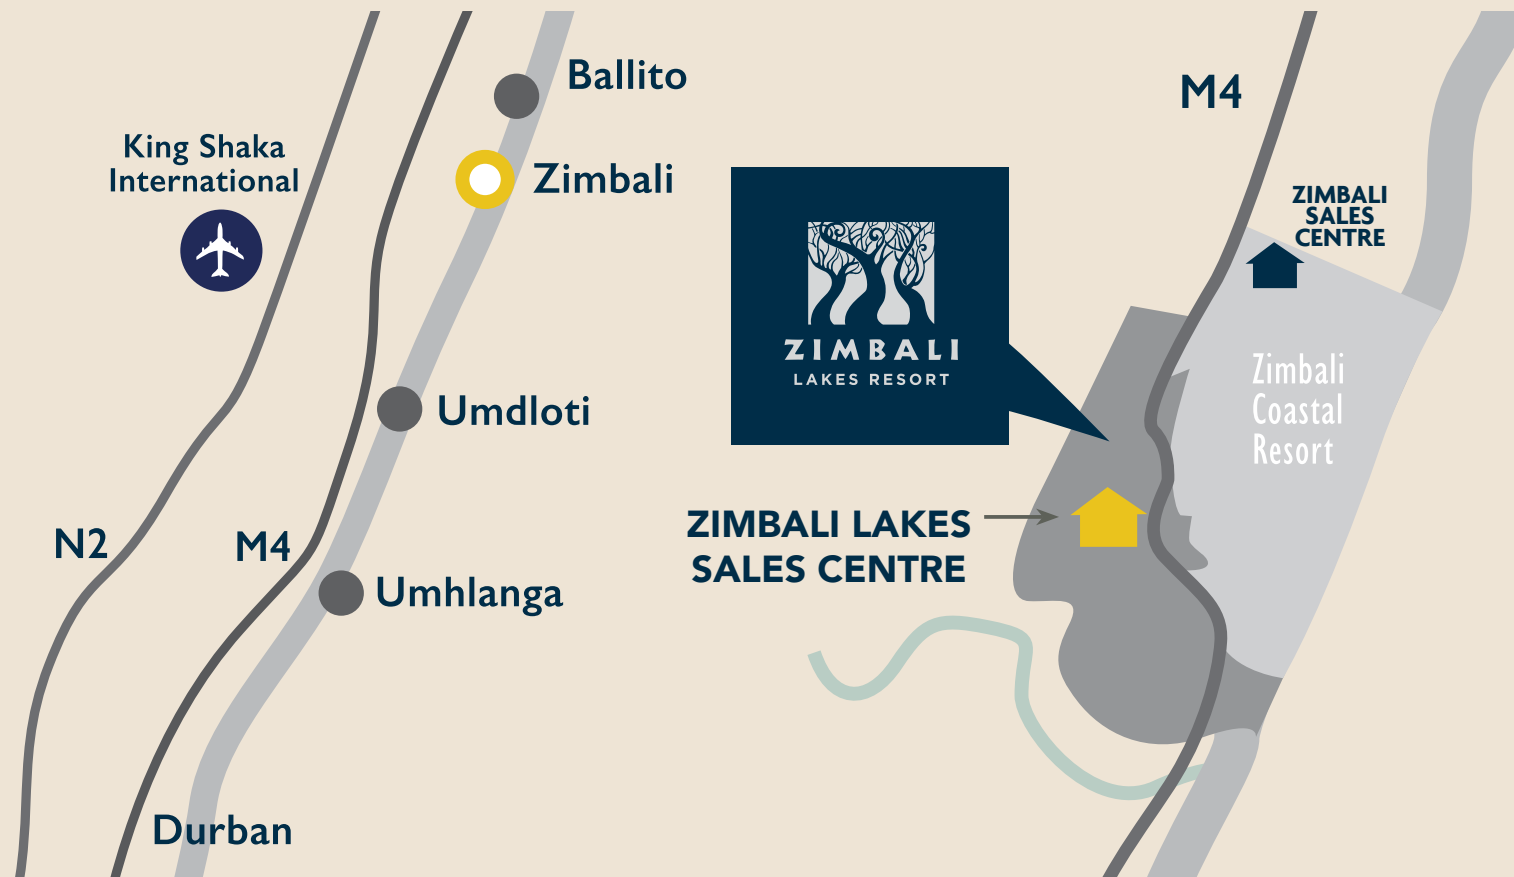 Ballito
King Shaka
International
Zimbali
Umdloti
N2
M4
Umhlanga
Durban
M4
ZIMBALI
SALES
CENTRE
ZIMBALI
LAKES RESORT
Zimbali
Coastal
Resort
ZIMBALI LAKES
SALES CENTRE